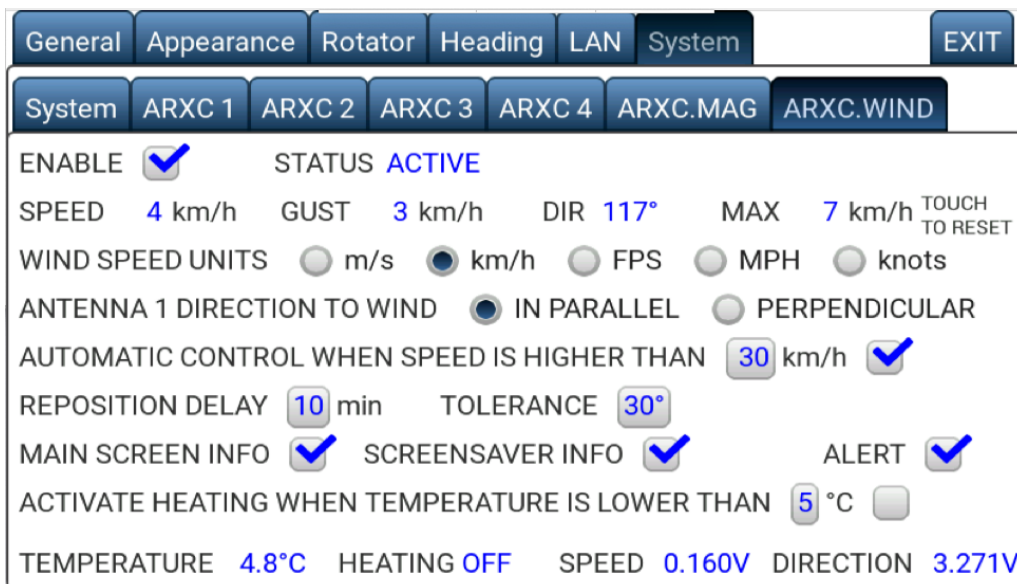 General Appearance Rotator Heading LAN System EXIT
System ARXC 1 ARXC 2 ARXC 3 ARXC 4 ARXC.MAG ARXC.WIND
ENABLE STATUS ACTIVE
SPEED 4 km/h GUST 3 km/h DIR 117° MAX 7 km/h TOUCH TO RESET
WIND SPEED UNITS m/s km/h FPS MPH knots
ANTENNA 1 DIRECTION TO WIND IN PARALLEL PERPENDICULAR
AUTOMATIC CONTROL WHEN SPEED IS HIGHER THAN 30 km/h
REPOSITION DELAY 10 min TOLERANCE 30°
MAIN SCREEN INFO SCREENSAVER INFO ALERT
ACTIVATE HEATING WHEN TEMPERATURE IS LOWER THAN 5 °C
TEMPERATURE 4.8°C HEATING OFF SPEED 0.160V DIRECTION 3.271V